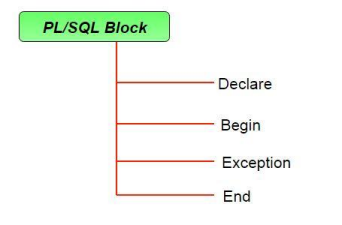 PL/SQL Block
Declare
Begin
Exception
End